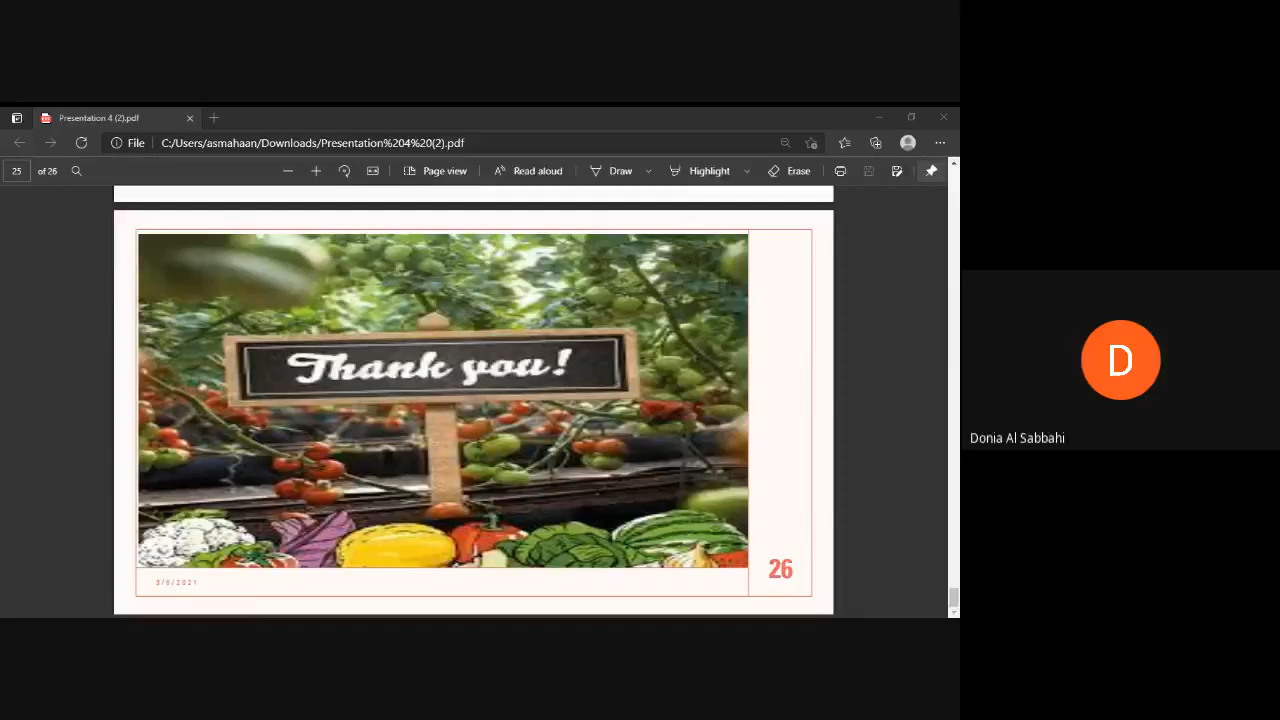 Presentation 4 (2).pdf
File
C:/Users/asmahaan/Downloads/Presentation%204%20(2).pdf
25 of 26
Page view
Read aloud
Draw
Highlight
Erase
Thank you!
3/6/2021
26
D
Donia Al Sabbahi